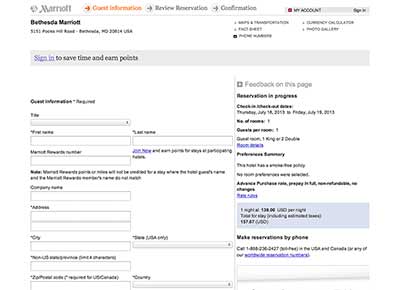 Marriott
Guest Information
Review Reservation
Confirmation
MY ACCOUNT
Sign in
Bethesda Marriott
5151 Pooks Hill Road - Bethesda, MD 20814 USA
MAPS & TRANSPORTATION
FACT SHEET
PHONE NUMBERS
CURRENCY CALCULATOR
PHOTO GALLERY
Sign in to save time and earn points
Guest Information * Required
Title
*First name
*Last name
Marriott Rewards number
Join Now and earn points for stays at participating
hotels.
Note: Marriott Rewards points or miles will not be credited for a stay where the hotel guest's name
and the Marriott Rewards member's name do not match
Company name
*Address
*City
*State (USA only)
*Non-US state/province (limit 4 characters)
*Zip/Postal code (* required for US/Canada)
*Country
Feedback on this page
Reservation in progress
Check-in /check-out dates:
Thursday, July 18, 2013 to Friday, July 19, 2013
No. of rooms: 1
Guests per room: 1
Guest room, 1 King or 2 Double
Room details
Preferences Summary
This hotel has a smoke-free policy
No room preferences were selected.
Advance Purchase Rate, prepay in full, non-refundable, no
changes
Rate rules
1 night at 139.00 USD per night
Total for stay (including estimated taxes)
157.07 (USD)
Make reservations by phone
Call 1-888-236-2427 (toll-free) in the USA and Canada (or any of
our worldwide reservation numbers).